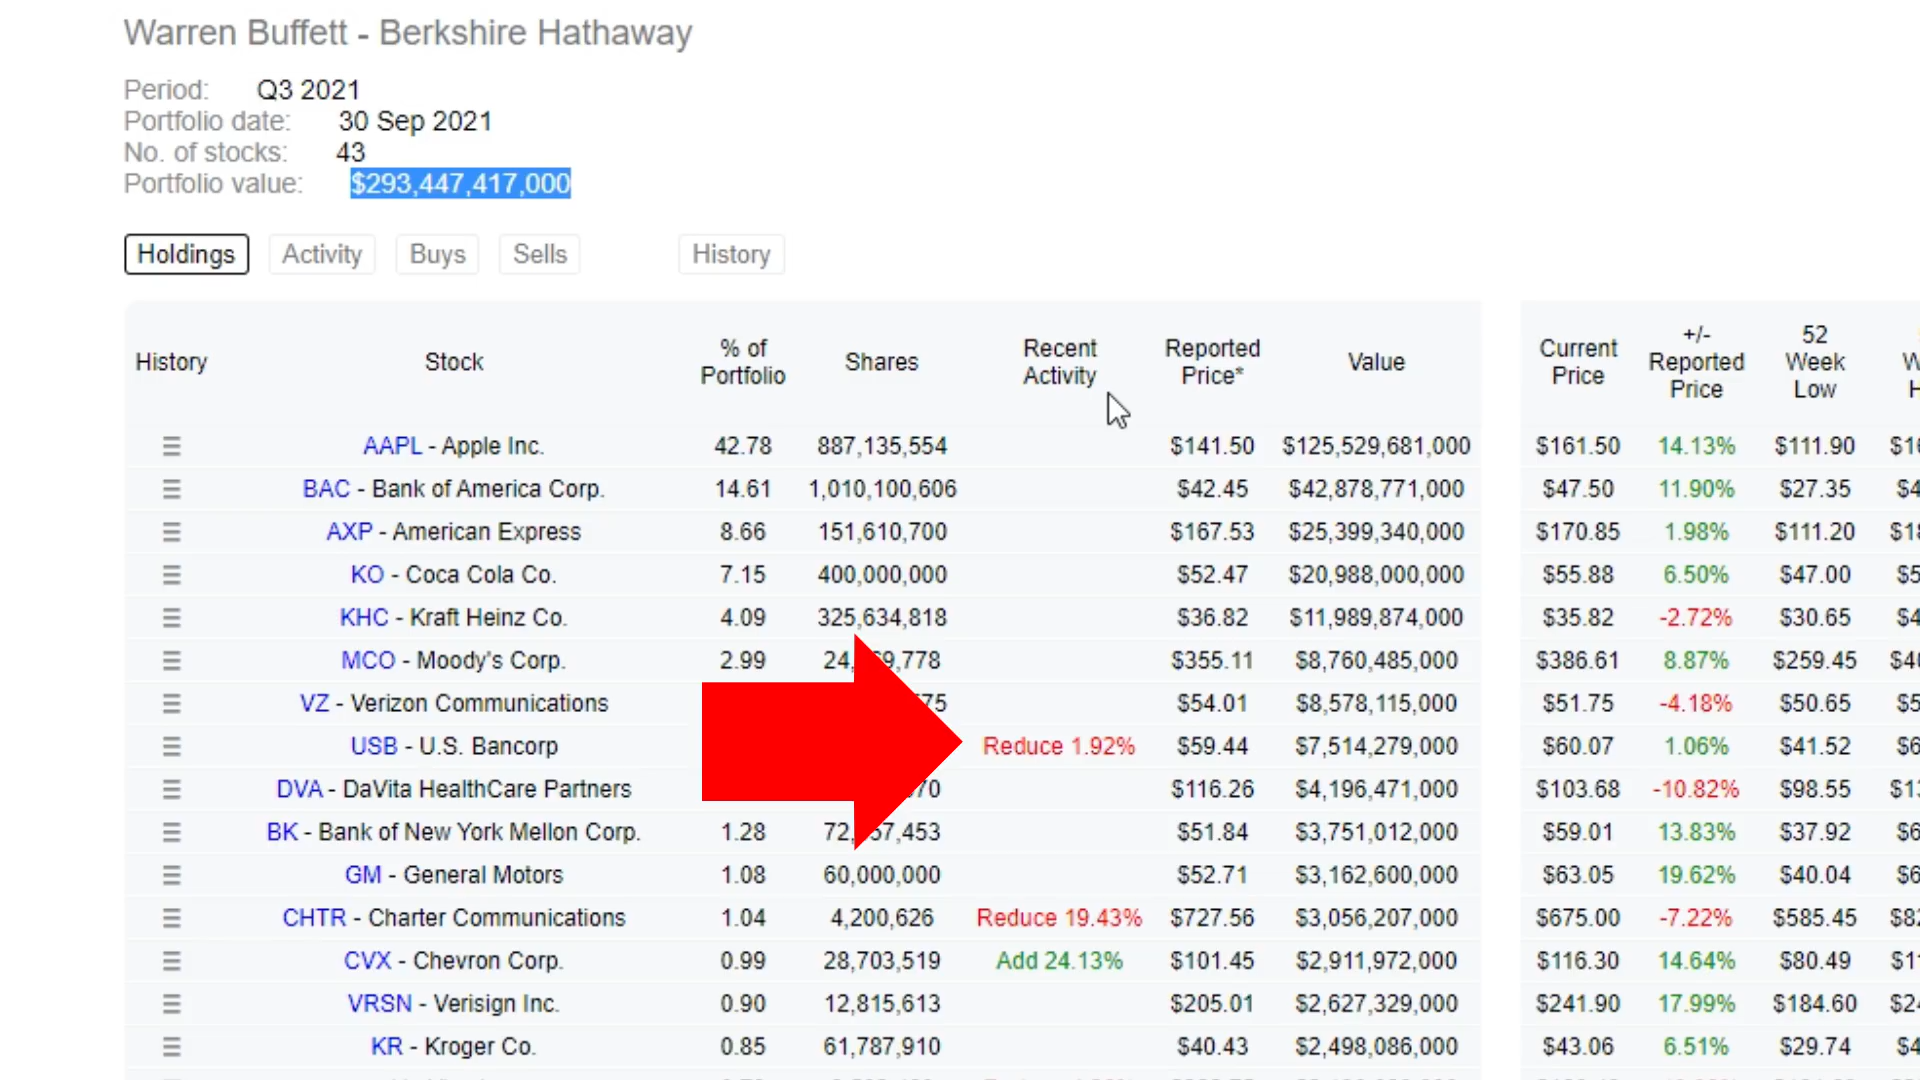 Warren Buffett - Berkshire Hathaway
Period: Q3 2021
Portfolio date: 30 Sep 2021
No. of stocks: 43
Portfolio value: $293,447,417,000
Holdings Activity Buys Sells History
History Stock % of Portfolio Shares Recent Activity Reported Price* Value Current Price +/- Reported Price 52 Week Low
AAPL - Apple Inc. 42.78 887,135,554 $141.50 $125,529,681,000 $161.50 14.13% $111.90
BAC - Bank of America Corp. 14.61 1,010,100,606 $42.45 $42,878,771,000 $47.50 11.90% $27.35
AXP - American Express 8.66 151,610,700 $167.53 $25,399,340,000 $170.85 1.98% $111.20
KO - Coca Cola Co. 7.15 400,000,000 $52.47 $20,988,000,000 $55.88 6.50% $47.00
KHC - Kraft Heinz Co. 4.09 325,634,818 $36.82 $11,989,874,000 $35.82 -2.72% $30.65
MCO - Moody's Corp. 2.99 $355.11 $8,760,485,000 $386.61 8.87% $259.45
VZ - Verizon Communications $54.01 $8,578,115,000 $51.75 -4.18% $50.65
USB - U.S. Bancorp Reduce 1.92% $59.44 $7,514,279,000 $60.07 1.06% $41.52
DVA - DaVita HealthCare Partners $116.26 $4,196,471,000 $103.68 -10.82% $98.55
BK - Bank of New York Mellon Corp. 1.28 $51.84 $3,751,012,000 $59.01 13.83% $37.92
GM - General Motors 1.08 60,000,000 $52.71 $3,162,600,000 $63.05 19.62% $40.04
CHTR - Charter Communications 1.04 4,200,626 Reduce 19.43% $727.56 $3,056,207,000 $675.00 -7.22% $585.45
CVX - Chevron Corp. 0.99 28,703,519 Add 24.13% $101.45 $2,911,972,000 $116.30 14.64% $80.49
VRSN - Verisign Inc. 0.90 12,815,613 $205.01 $2,627,329,000 $241.90 17.99% $184.60
KR - Kroger Co. 0.85 61,787,910 $40.43 $2,498,086,000 $43.06 6.51% $29.74